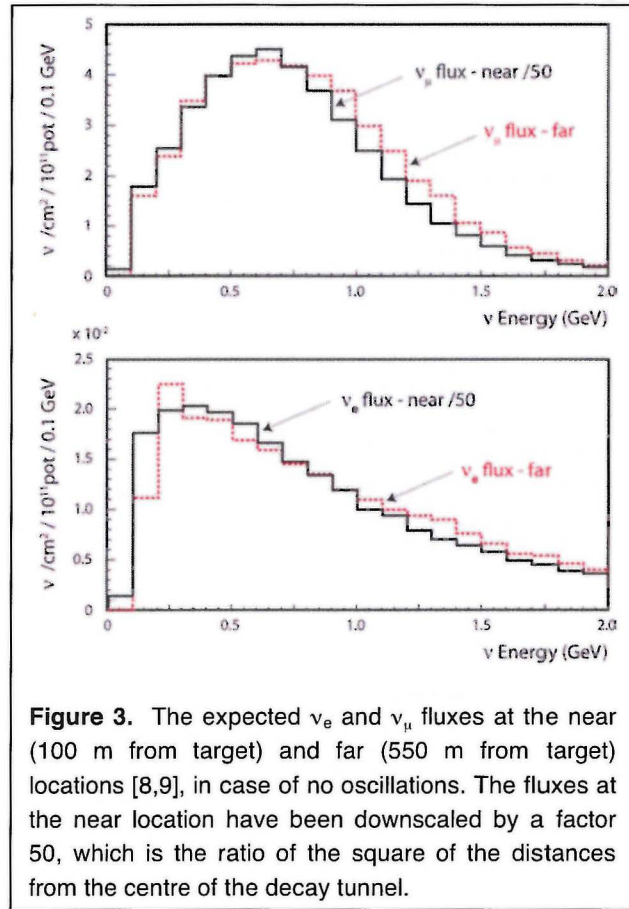 5
4
3
2
1
0
ν /cm² / 10¹¹pot / 0.1 GeV
ν_μ flux - near /50
ν_μ flux - far
0 0.5 1.0 1.5 2.0
ν Energy (GeV)
x 10⁻²
2.5
2.0
1.5
1.0
0.5
0
ν /cm² / 10¹¹pot / 0.1 GeV
ν_e flux - near /50
ν_e flux - far
0 0.5 1.0 1.5 2.0
ν Energy (GeV)
Figure 3. The expected ν_e and ν_μ fluxes at the near
(100 m from target) and far (550 m from target)
locations [8,9], in case of no oscillations. The fluxes at
the near location have been downscaled by a factor
50, which is the ratio of the square of the distances
from the centre of the decay tunnel.